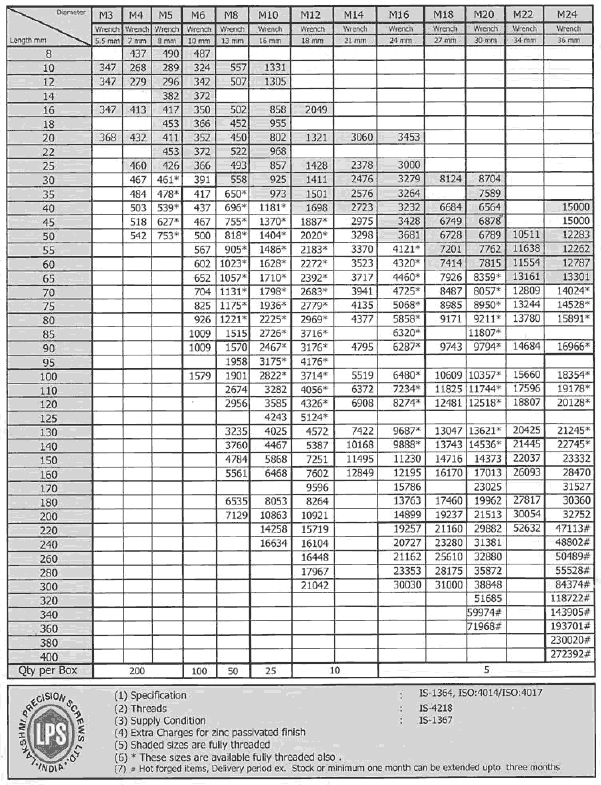 Diameter M3 M4 M5 M6 M8 M10 M12 M14 M16 M18 M20 M22 M24
Wrench Wrench Wrench Wrench Wrench Wrench Wrench Wrench Wrench Wrench Wrench Wrench Wrench
Length mm 5.5 mm 7 mm 8 mm 10 mm 13 mm 16 mm 18 mm 21 mm 24 mm 27 mm 30 mm 34 mm 36 mm
8 437 490 487
10 347 268 289 324 557 1331
12 347 279 296 342 507 1305
14 382 372
16 347 413 417 350 502 858 2049
18 453 366 452 955
20 368 432 411 352 450 802 1321 3060 3453
22 453 372 522 968
25 460 426 366 493 857 1428 2378 3000
30 467 461* 391 558 925 1411 2476 3279 8124 8704
35 484 478* 417 650* 973 1501 2576 3264 7589
40 503 539* 437 696* 1181* 1698 2723 3232 6684 6564 15000
45 518 627* 467 755* 1370* 1887* 2975 3428 6749 6878 15000
50 542 753* 500 818* 1404* 2020* 3298 3681 6728 6789 10511 12283
55 567 905* 1486* 2183* 3370 4121* 7201 7762 11638 12262
60 602 1023* 1628* 2272* 3523 4320* 7414 7815 11554 12787
65 652 1057* 1710* 2392* 3717 4460* 7926 8359* 13161 13301
70 704 1131* 1798* 2683* 3941 4725* 8487 8057* 12809 14024*
75 825 1175* 1936* 2779* 4135 5068* 8985 8950* 13244 14528*
80 926 1221* 2225* 2969* 4377 5858* 9171 9211* 13780 15891*
85 1009 1515 2726* 3716* 6320* 11807*
90 1009 1570 2467* 3176* 4795 6287* 9743 9794* 14684 16966*
95 1958 3175* 4176*
100 1579 1901 2822* 3714* 5519 6480* 10609 10357* 15660 18354*
110 2674 3282 4056* 6372 7234* 11825 11744* 17596 19178*
120 2956 3585 4326* 6908 8274* 12481 12518* 18807 20128*
125 4243 5124*
130 3235 4025 4572 7422 9687* 13047 13621* 20425 21245*
140 3760 4467 5387 10168 9888* 13743 14536* 21445 22745*
150 4784 5868 7251 11495 11230 14716 14373 22037 23332
160 5561 6468 7602 12849 12195 16170 17013 26093 28470
170 9596 15786 23025 31527
180 6535 8053 8264 13763 17460 19962 27817 30360
200 7129 10863 10921 14899 19237 21513 30054 32752
220 14258 15719 19257 21160 29882 52632 47113#
240 16634 16104 20727 23280 31381 48802#
260 16448 21162 25610 32880 50489#
280 17967 23353 28175 35872 55528#
300 21042 30030 31000 38848 84374#
320 51685 118722#
340 59974# 143905#
360 71968# 193701#
380 230020#
400 272392#
Qty per Box 200 100 50 25 10 5
LAKSHMI PRECISION SCREWS LTD.
LPS
INDIA
(1) Specification : IS-1364, ISO:4014/ISO:4017
(2) Threads : IS-4218
(3) Supply Condition : IS-1367
(4) Extra Charges for zinc passivated finish
(5) Shaded sizes are fully threaded
(6) * These sizes are available fully threaded also .
(7) # Hot forged items, Delivery period ex. Stock or minimum one month can be extended upto three months